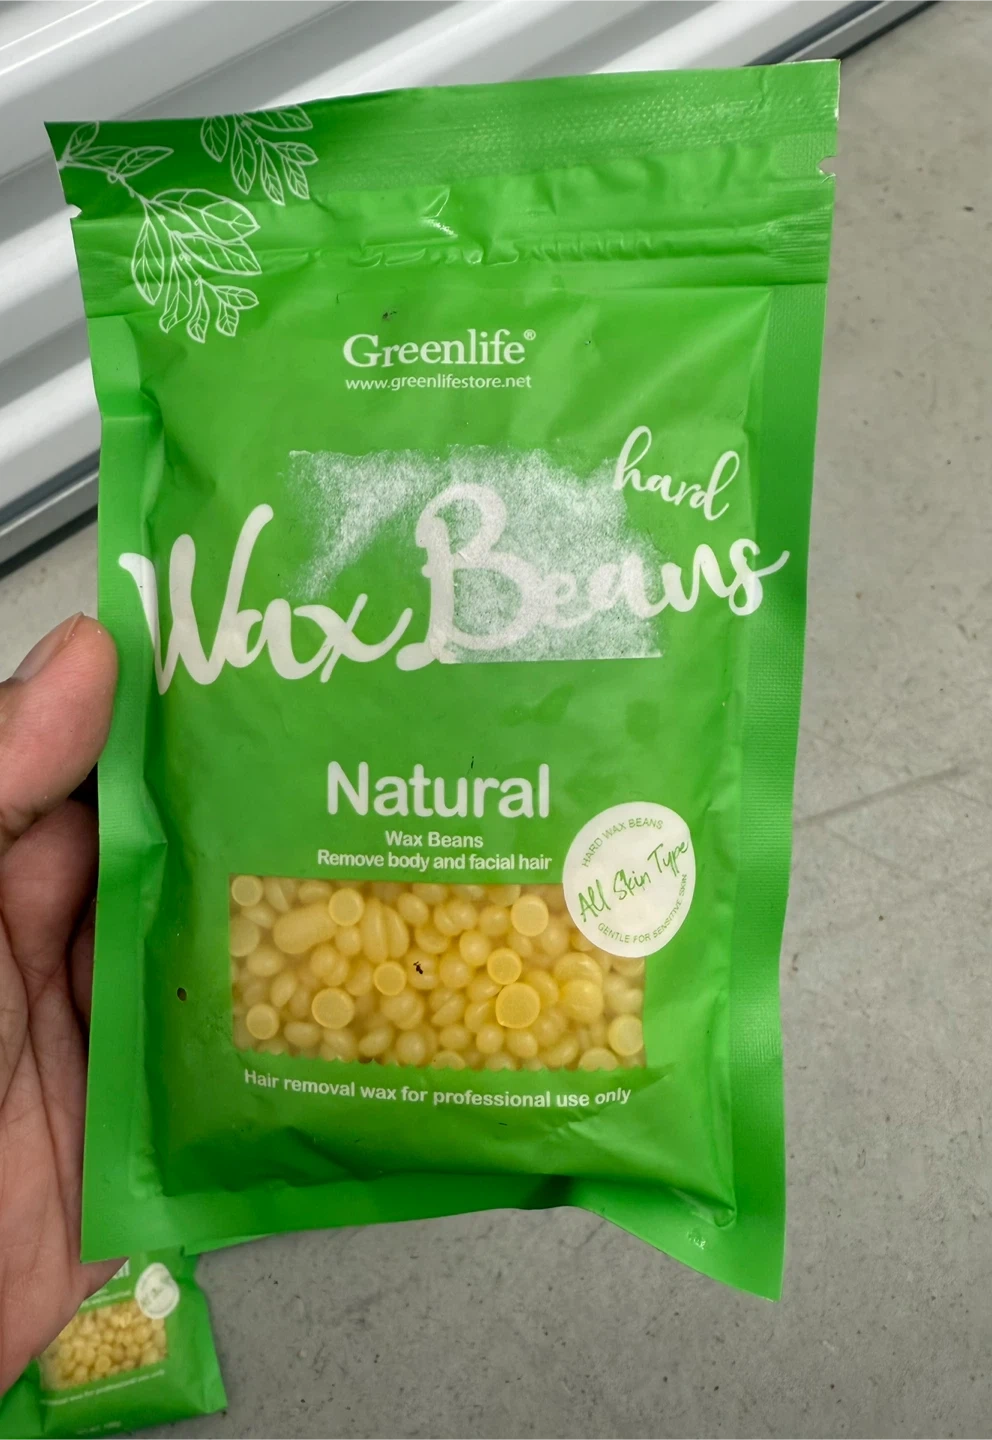 Greenlife®
www.greenlifestore.net
hard
Wax Beans
Natural
Wax Beans
Remove body and facial hair
HARD WAX BEANS
All Skin Type
GENTLE FOR SENSITIVE SKIN
Hair removal wax for professional use only